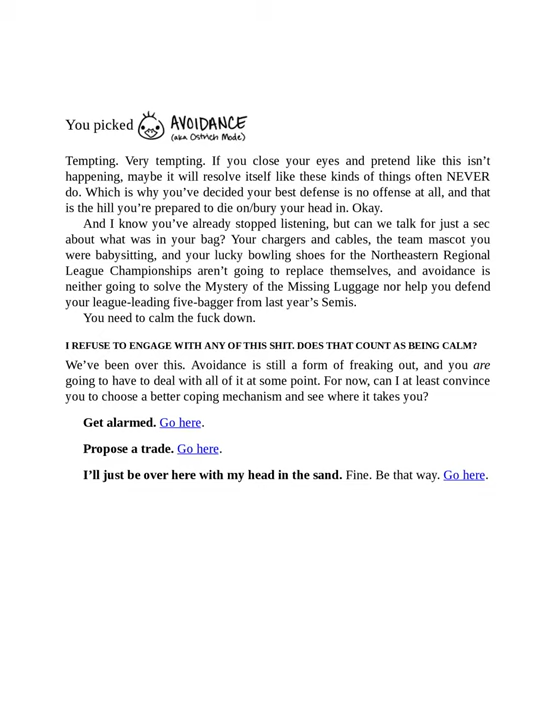 You picked AVOIDANCE
(aka Ostrich Mode)
Tempting. Very tempting. If you close your eyes and pretend like this isn’t
happening, maybe it will resolve itself like these kinds of things often NEVER
do. Which is why you’ve decided your best defense is no offense at all, and that
is the hill you’re prepared to die on/bury your head in. Okay.
And I know you’ve already stopped listening, but can we talk for just a sec
about what was in your bag? Your chargers and cables, the team mascot you
were babysitting, and your lucky bowling shoes for the Northeastern Regional
League Championships aren’t going to replace themselves, and avoidance is
neither going to solve the Mystery of the Missing Luggage nor help you defend
your league-leading five-bagger from last year’s Semis.
You need to calm the fuck down.
I REFUSE TO ENGAGE WITH ANY OF THIS SHIT. DOES THAT COUNT AS BEING CALM?
We’ve been over this. Avoidance is still a form of freaking out, and you are
going to have to deal with all of it at some point. For now, can I at least convince
you to choose a better coping mechanism and see where it takes you?
Get alarmed. Go here.
Propose a trade. Go here.
I’ll just be over here with my head in the sand. Fine. Be that way. Go here.